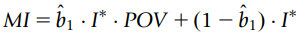 MI = b̂₁ · I* · POV + (1 − b̂₁) · I*